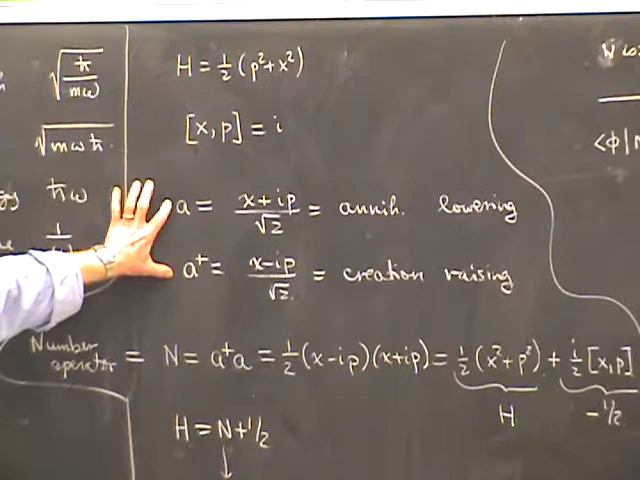 √(ħ/mω)
√(mωħ)
ħω
H = ½(p²+x²)
[x,p] = i
a = (x+ip)/√2 = annih. lowering
a⁺ = (x-ip)/√2 = creation raising
Number operator = N = a⁺a = ½(x-ip)(x+ip) = ½(x²+p²) + i/2 [x,p]
H -1/2
H = N+1/2
↓
<φ|